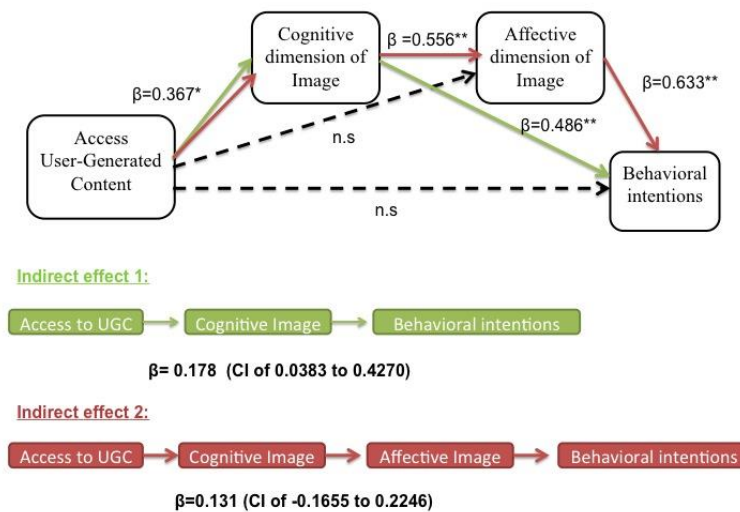 Cognitive
dimension of
Image
β =0.556**
Affective
dimension of
Image
β=0.367*
β=0.633**
Access
User-Generated
Content
n.s
β=0.486**
Behavioral
intentions
n.s
Indirect effect 1:
Access to UGC
Cognitive Image
Behavioral intentions
β= 0.178 (CI of 0.0383 to 0.4270)
Indirect effect 2:
Access to UGC
Cognitive Image
Affective Image
Behavioral intentions
β=0.131 (CI of -0.1655 to 0.2246)